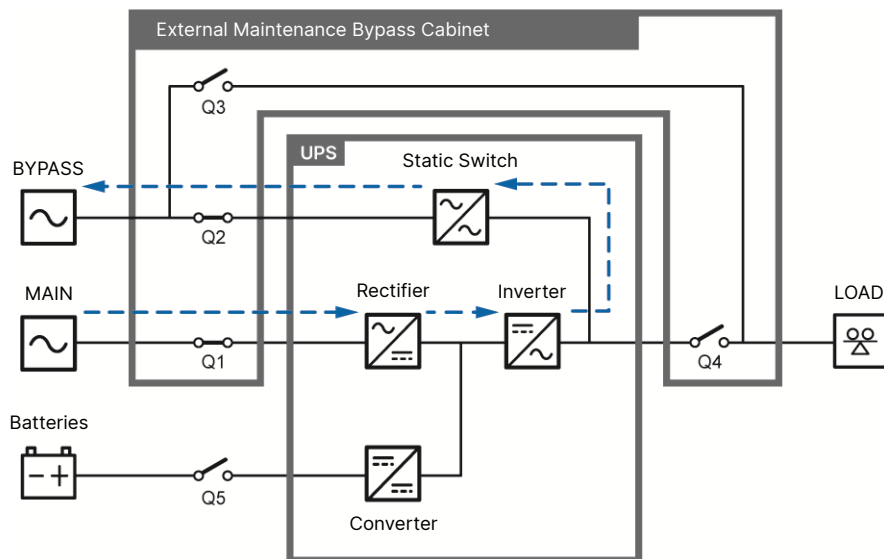 External Maintenance Bypass Cabinet
Q3
UPS
BYPASS
Static Switch
Q2
MAIN
Rectifier
Inverter
LOAD
Q1
Q4
Batteries
Q5
Converter